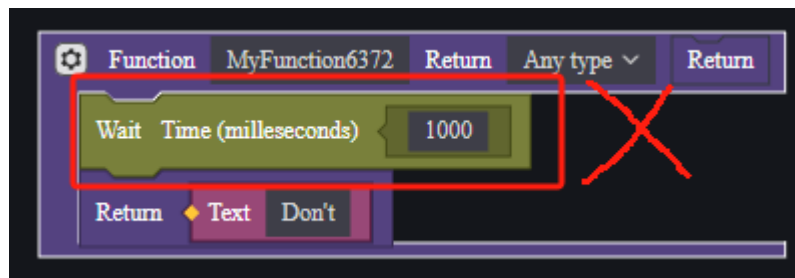 Function MyFunction6372 Return Any type Return
Wait Time (milleseconds) 1000
Return Text Don't